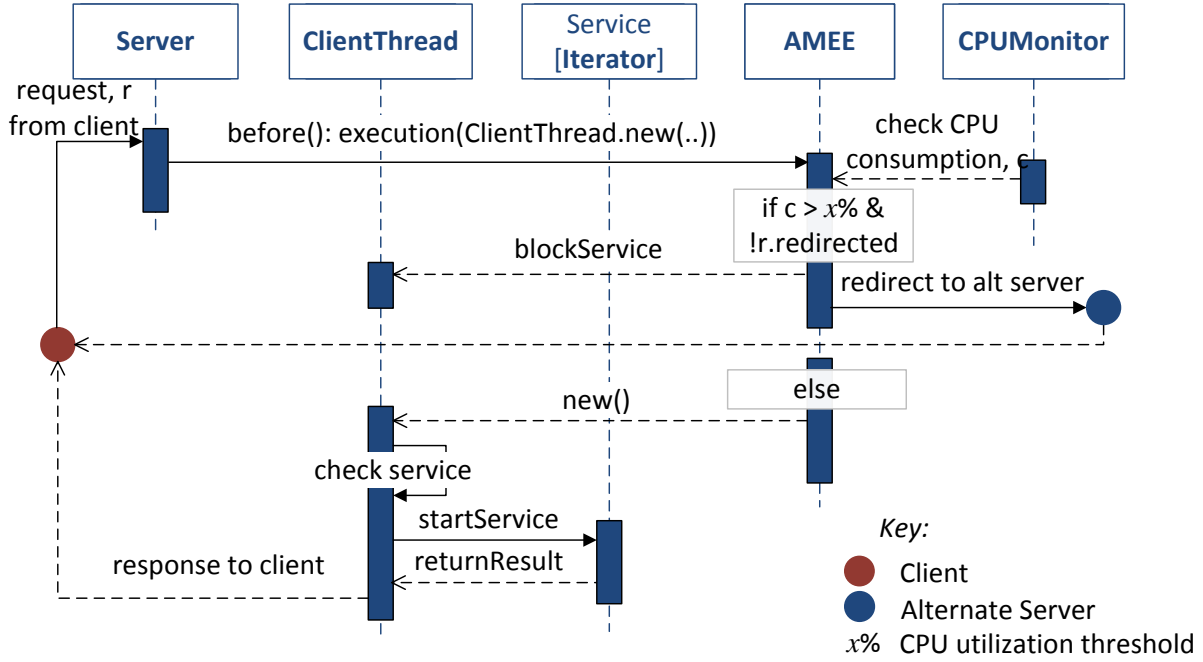 Server
ClientThread
Service
[Iterator]
AMEE
CPUMonitor
request, r
from client
before(): execution(ClientThread.new(..))
check CPU
consumption, c
if c > x% &
!r.redirected
blockService
redirect to alt server
else
new()
check service
startService
returnResult
response to client
Key:
Client
Alternate Server
x% CPU utilization threshold